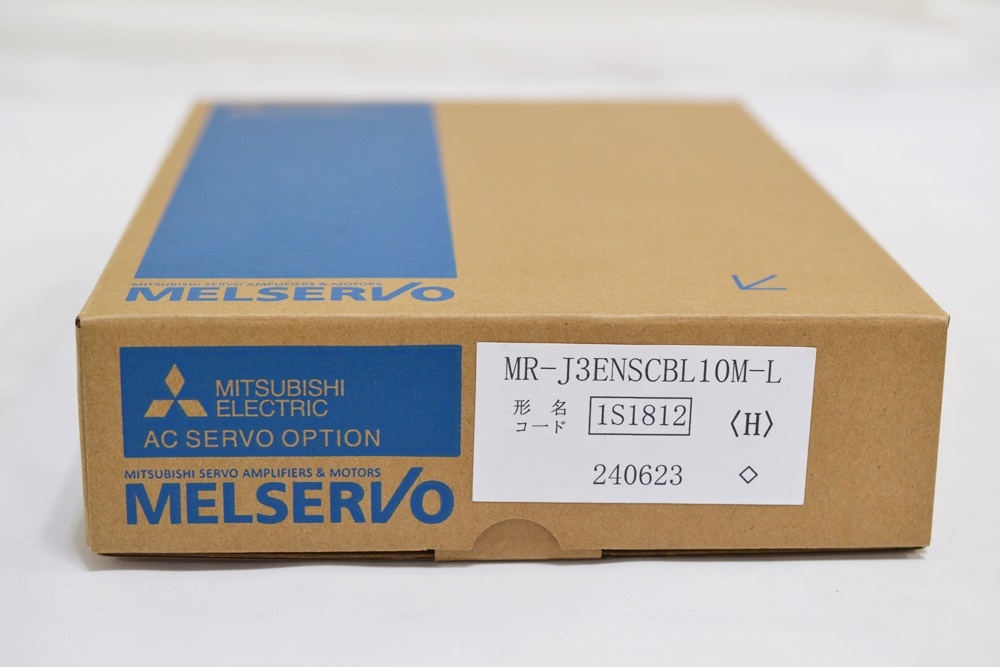 MITSUBISHI SERVO AMPLIFIERS & MOTORS
MELSERVO
MITSUBISHI
ELECTRIC
AC SERVO OPTION
MITSUBISHI SERVO AMPLIFIERS & MOTORS
MELSERVO
MR-J3ENSCBL10M-L
形 名
コード
1S1812
〈H〉
240623 ◇